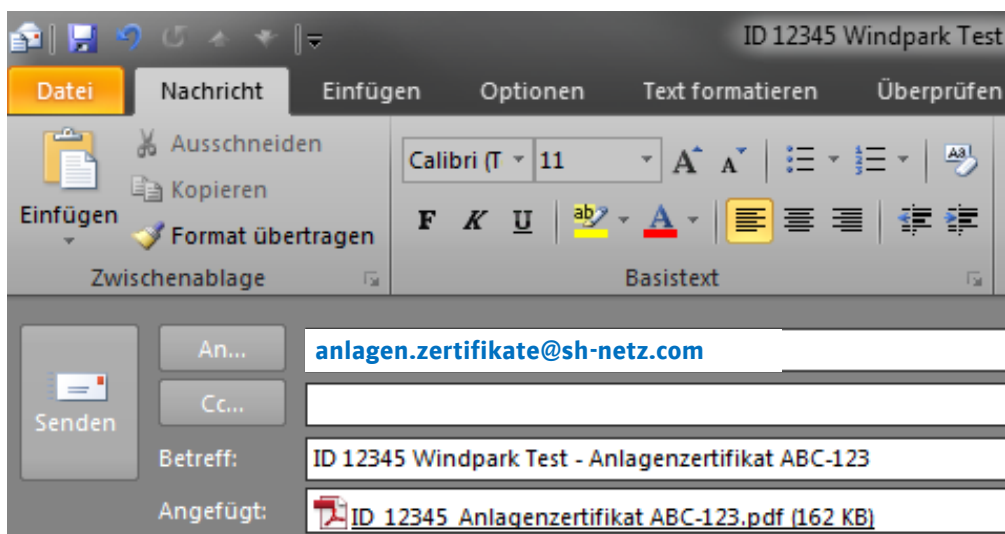 ID 12345 Windpark Test
Datei Nachricht Einfügen Optionen Text formatieren Überprüfen
Einfügen
Ausschneiden
Kopieren
Format übertragen
Zwischenablage
Calibri (T 11
F K U
Basistext
Senden
An... anlagen.zertifikate@sh-netz.com
Cc...
Betreff: ID 12345 Windpark Test - Anlagenzertifikat ABC-123
Angefügt: ID_12345_Anlagenzertifikat ABC-123.pdf (162 KB)